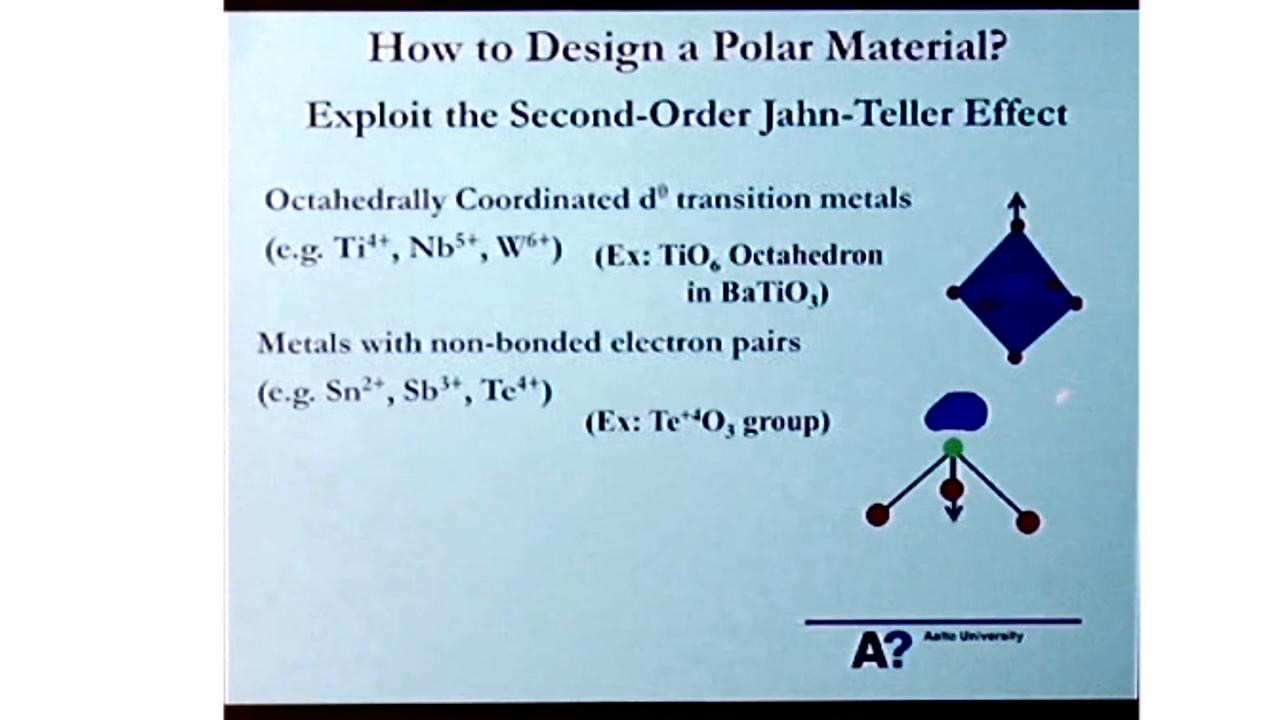 How to Design a Polar Material?
Exploit the Second-Order Jahn-Teller Effect
Octahedrally Coordinated d⁰ transition metals
(e.g. Ti⁴⁺, Nb⁵⁺, W⁶⁺) (Ex: TiO₆ Octahedron
in BaTiO₃)
Metals with non-bonded electron pairs
(e.g. Sn²⁺, Sb³⁺, Te⁴⁺)
(Ex: Te⁺⁴O₃ group)
A? Aalto University